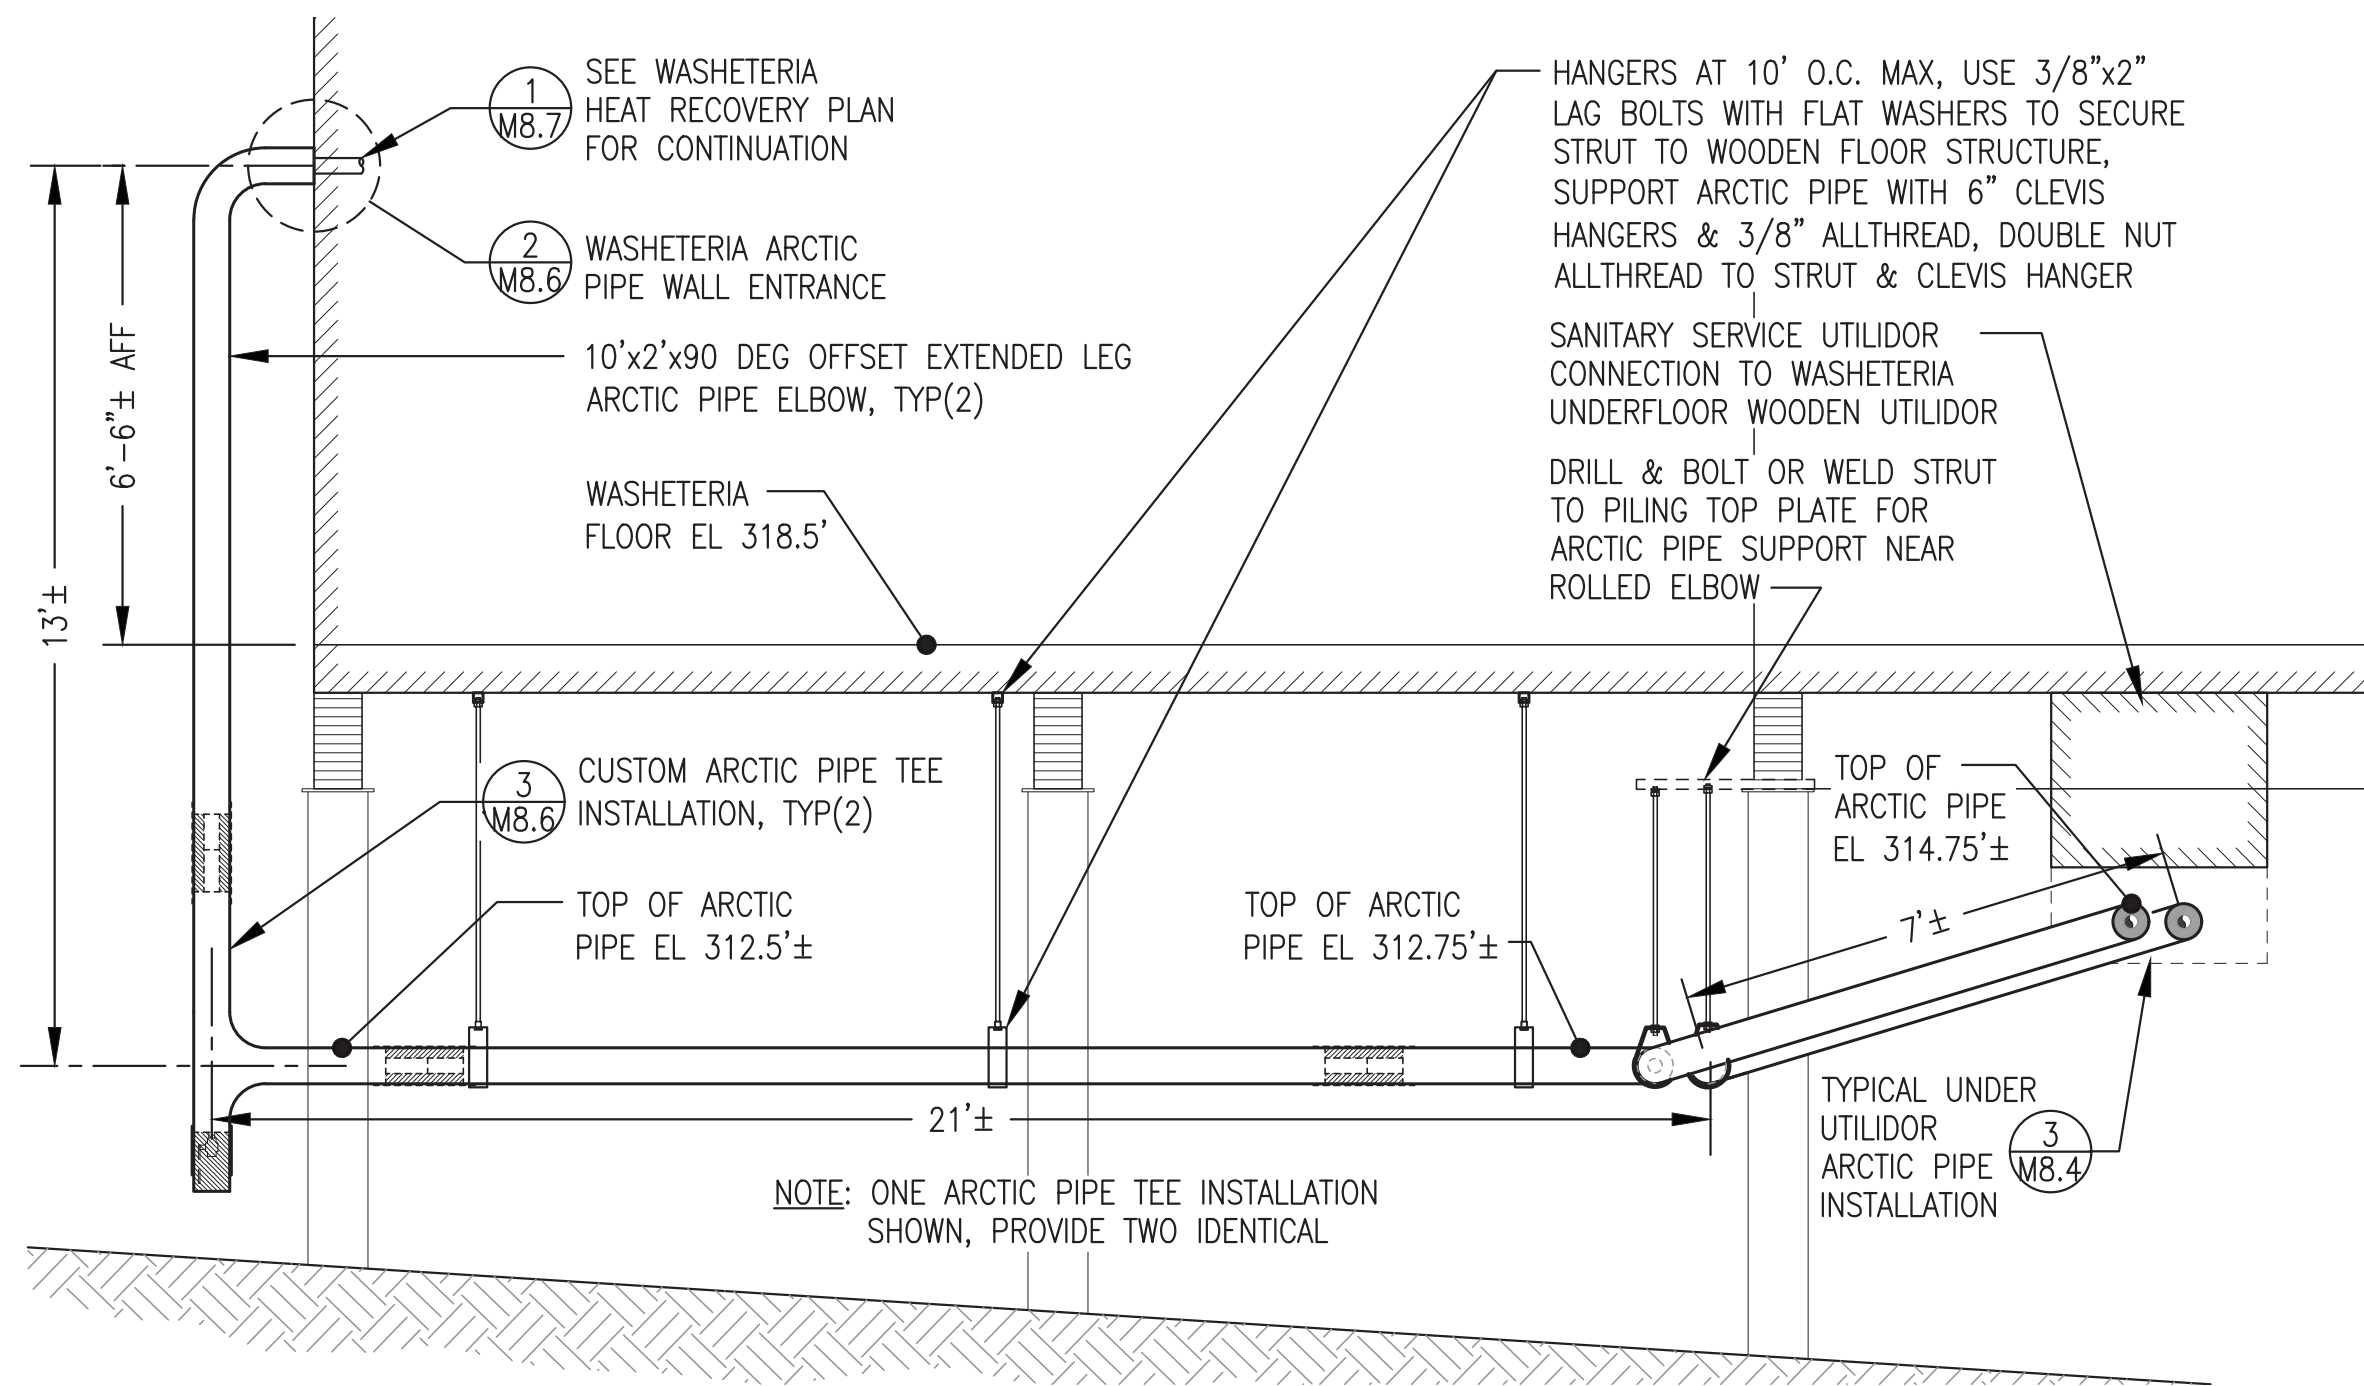 1
M8.7
SEE WASHETERIA
HEAT RECOVERY PLAN
FOR CONTINUATION
2
M8.6
WASHETERIA ARCTIC
PIPE WALL ENTRANCE
10'x2'x90 DEG OFFSET EXTENDED LEG
ARCTIC PIPE ELBOW, TYP(2)
WASHETERIA
FLOOR EL 318.5'
6'-6"± AFF
13'±
HANGERS AT 10' O.C. MAX, USE 3/8"x2"
LAG BOLTS WITH FLAT WASHERS TO SECURE
STRUT TO WOODEN FLOOR STRUCTURE,
SUPPORT ARCTIC PIPE WITH 6" CLEVIS
HANGERS & 3/8" ALLTHREAD, DOUBLE NUT
ALLTHREAD TO STRUT & CLEVIS HANGER
SANITARY SERVICE UTILIDOR
CONNECTION TO WASHETERIA
UNDERFLOOR WOODEN UTILIDOR
DRILL & BOLT OR WELD STRUT
TO PILING TOP PLATE FOR
ARCTIC PIPE SUPPORT NEAR
ROLLED ELBOW
3
M8.6
CUSTOM ARCTIC PIPE TEE
INSTALLATION, TYP(2)
TOP OF ARCTIC
PIPE EL 312.5'±
TOP OF ARCTIC
PIPE EL 312.75'±
TOP OF
ARCTIC PIPE
EL 314.75'±
7'±
21'±
TYPICAL UNDER
UTILIDOR
ARCTIC PIPE
INSTALLATION
3
M8.4
NOTE: ONE ARCTIC PIPE TEE INSTALLATION
SHOWN, PROVIDE TWO IDENTICAL